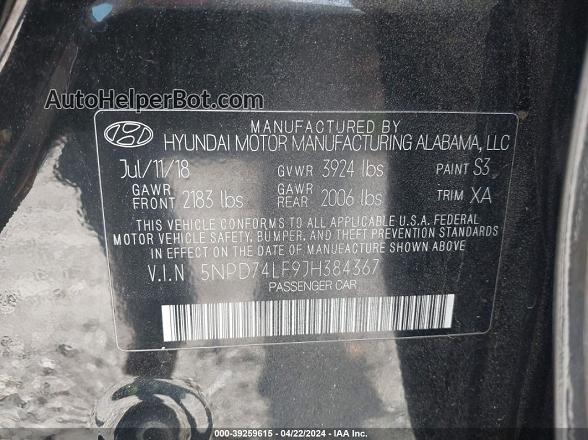 AutoHelperBot.com
MANUFACTURED BY
HYUNDAI MOTOR MANUFACTURING ALABAMA, LLC
Jul/11/18 GVWR 3924 lbs PAINT S3
GAWR FRONT 2183 lbs GAWR REAR 2006 lbs TRIM XA
THIS VEHICLE CONFORMS TO ALL APPLICABLE U.S.A. FEDERAL
MOTOR VEHICLE SAFETY, BUMPER, AND THEFT PREVENTION STANDARDS
IN EFFECT ON THE DATE OF MANUFACTURE SHOWN ABOVE
V.I.N 5NPD74LF9JH384367
PASSENGER CAR
AutoHelperBot.com
000-39259615 - 04/22/2024 - IAA Inc.